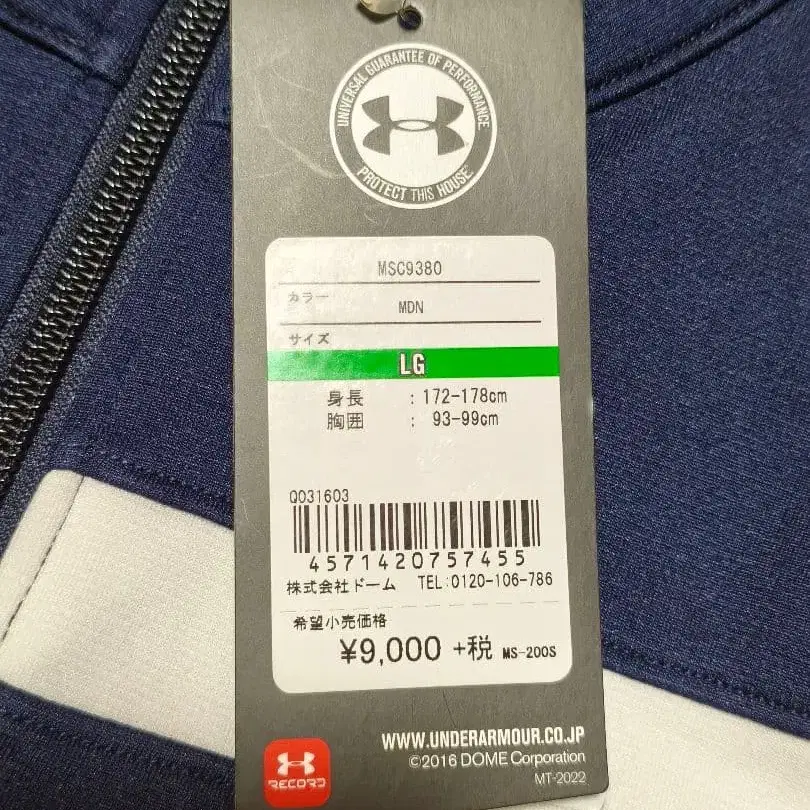 UNIVERSAL GUARANTEE OF PERFORMANCE
PROTECT THIS HOUSE
MSC9380
カラー
MDN
サイズ
LG
身長 : 172-178cm
胸囲 : 93-99cm
Q031603
4571420757455
株式会社ドーム TEL:0120-106-786
希望小売価格
¥9,000 +税 MS-200S
WWW.UNDERARMOUR.CO.JP
©2016 DOME Corporation
MT-2022
RECORD